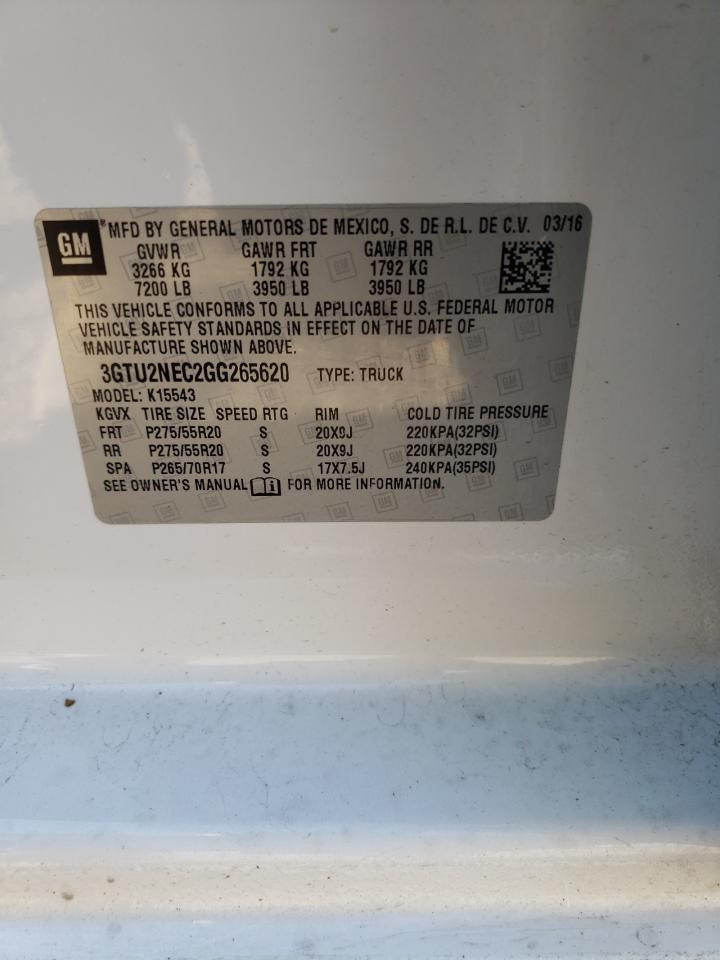 GM
MFD BY GENERAL MOTORS DE MEXICO, S. DE R.L. DE C.V. 03/16
GVWR GAWR FRT GAWR RR
3266 KG 1792 KG 1792 KG
7200 LB 3950 LB 3950 LB
THIS VEHICLE CONFORMS TO ALL APPLICABLE U.S. FEDERAL MOTOR
VEHICLE SAFETY STANDARDS IN EFFECT ON THE DATE OF
MANUFACTURE SHOWN ABOVE.
3GTU2NEC2GG265620 TYPE: TRUCK
MODEL: K15543
KGVX TIRE SIZE SPEED RTG RIM COLD TIRE PRESSURE
FRT P275/55R20 S 20X9J 220KPA(32PSI)
RR P275/55R20 S 20X9J 220KPA(32PSI)
SPA P265/70R17 S 17X7.5J 240KPA(35PSI)
SEE OWNER'S MANUAL FOR MORE INFORMATION.